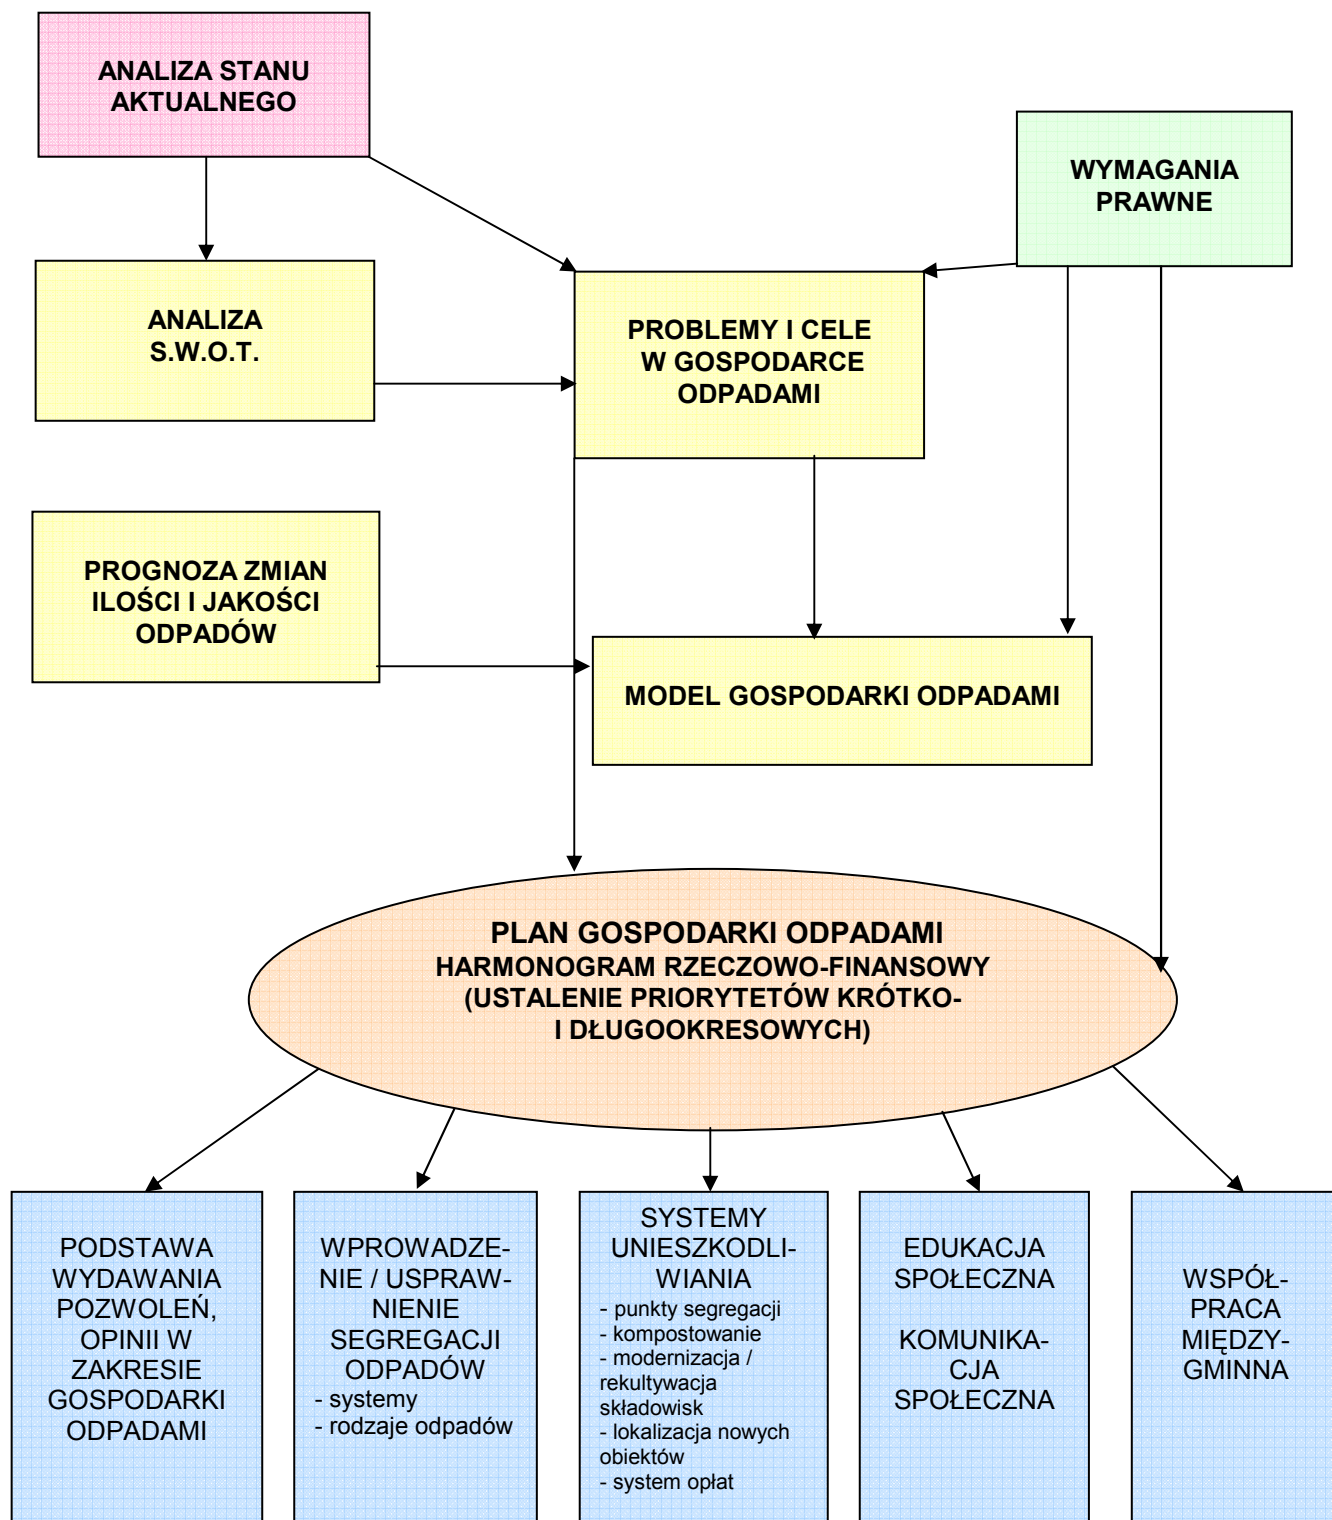 ANALIZA STANU
AKTUALNEGO
WYMAGANIA
PRAWNE
ANALIZA
S.W.O.T.
PROBLEMY I CELE
W GOSPODARCE
ODPADAMI
PROGNOZA ZMIAN
ILOŚCI I JAKOŚCI
ODPADÓW
MODEL GOSPODARKI ODPADAMI
PLAN GOSPODARKI ODPADAMI
HARMONOGRAM RZECZOWO-FINANSOWY
(USTALENIE PRIORYTETÓW KRÓTKO-
I DŁUGOOKRESOWYCH)
PODSTAWA
WYDAWANIA
POZWOLEŃ,
OPINII W
ZAKRESIE
GOSPODARKI
ODPADAMI
WPROWADZE-
NIE / USPRAW-
NIENIE
SEGREGACJI
ODPADÓW
- systemy
- rodzaje odpadów
SYSTEMY
UNIESZKODLI-
WIANIA
- punkty segregacji
- kompostowanie
- modernizacja /
rekultywacja
składowisk
- lokalizacja nowych
obiektów
- system opłat
EDUKACJA
SPOŁECZNA
KOMUNIKA-
CJA
SPOŁECZNA
WSPÓŁ-
PRACA
MIĘDZY-
GMINNA